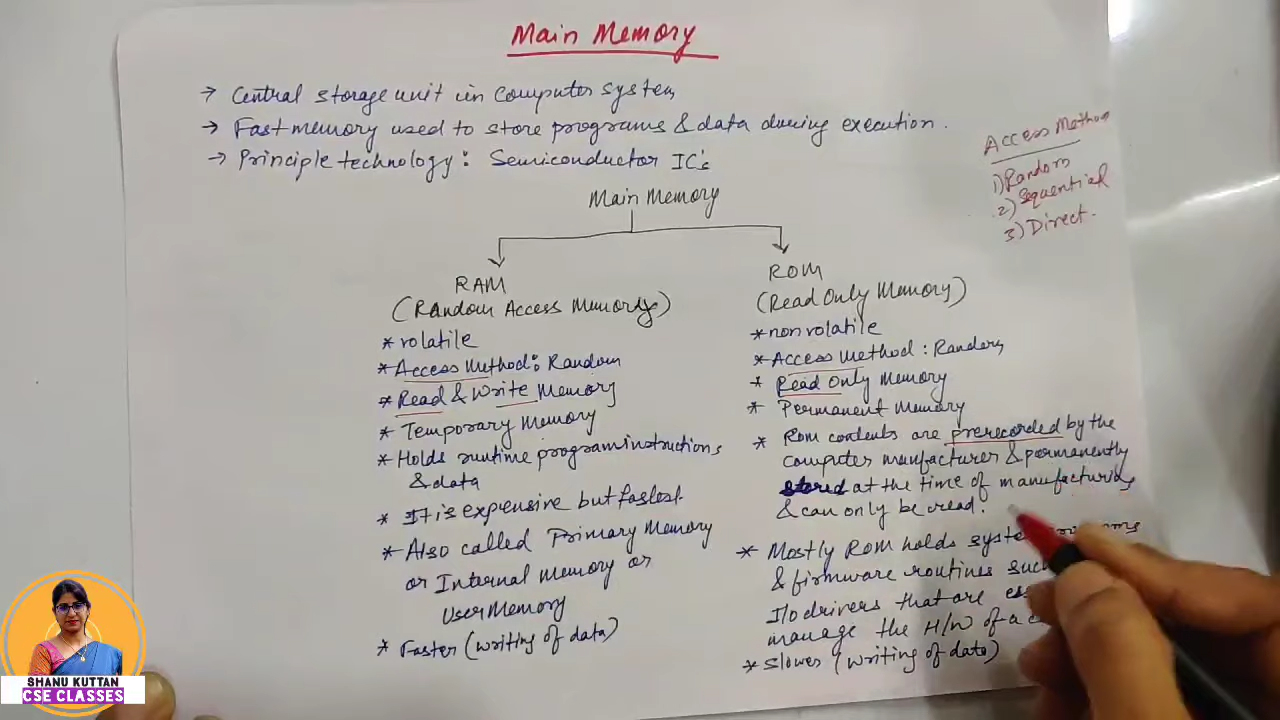 Main Memory
→ Central storage unit in computer system
→ Fast memory used to store programs & data during execution.
→ Principle technology: Semiconductor IC's
Access Method
1) Random
2) Sequential
3) Direct.
Main Memory
RAM
(Random Access Memory)
* volatile
* Access Method: Random
* Read & Write Memory
* Temporary Memory
* Holds runtime program instructions
& data
* It is expensive but fastest
* Also called Primary Memory
or Internal Memory or
User Memory
* Faster (writing of data)
ROM
(Read Only Memory)
* non volatile
* Access Method: Random
* Read Only Memory
* Permanent Memory
* Rom contents are prerecorded by the
computer manufacturer & permanently
stored at the time of manufacturing
& can only be read.
* Mostly ROM holds
& firmware routines
I/o drivers that are
manage the H/W of a
* Slower (writing of data)
SHANU KUTTAN
CSE CLASSES